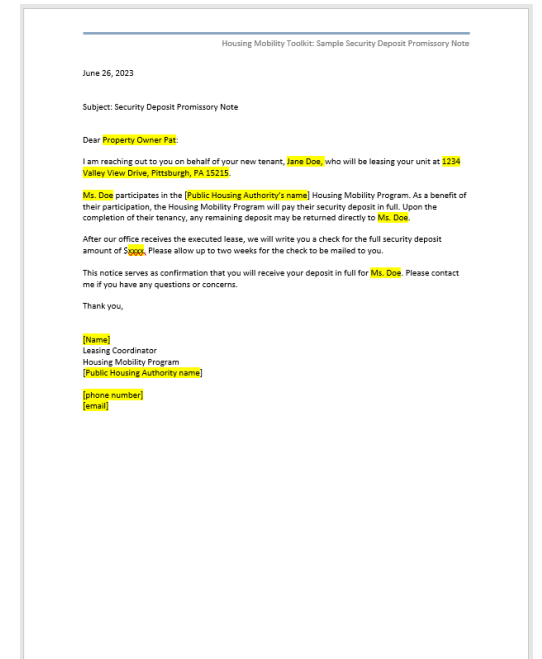 Housing Mobility Toolkit: Sample Security Deposit Promissory Note
June 26, 2023
Subject: Security Deposit Promissory Note
Dear Property Owner Pat:
I am reaching out to you on behalf of your new tenant, Jane Doe, who will be leasing your unit at 1234
Valley View Drive, Pittsburgh, PA 15215.
Ms. Doe participates in the [Public Housing Authority's name] Housing Mobility Program. As a benefit of
their participation, the Housing Mobility Program will pay their security deposit in full. Upon the
completion of their tenancy, any remaining deposit may be returned directly to Ms. Doe.
After our office receives the executed lease, we will write you a check for the full security deposit
amount of $xxxx. Please allow up to two weeks for the check to be mailed to you.
This notice serves as confirmation that you will receive your deposit in full for Ms. Doe. Please contact
me if you have any questions or concerns.
Thank you,
[Name]
Leasing Coordinator
Housing Mobility Program
[Public Housing Authority name]
[phone number]
[email]